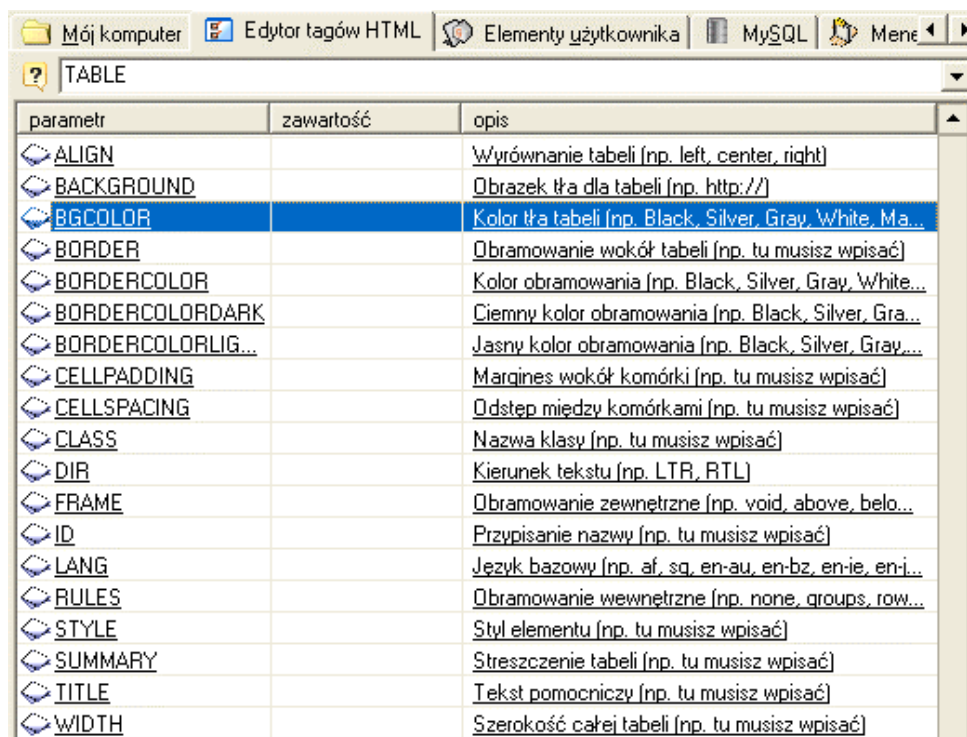 Mój komputer Edytor tagów HTML Elementy użytkownika MySQL Mene
TABLE
parametr zawartość opis
ALIGN Wyrównanie tabeli (np. left, center, right)
BACKGROUND Obrazek tła dla tabeli (np. http://)
BGCOLOR Kolor tła tabeli (np. Black, Silver, Gray, White, Ma...
BORDER Obramowanie wokół tabeli (np. tu musisz wpisać)
BORDERCOLOR Kolor obramowania (np. Black, Silver, Gray, White...
BORDERCOLORDARK Ciemny kolor obramowania (np. Black, Silver, Gra...
BORDERCOLORLIG... Jasny kolor obramowania (np. Black, Silver, Gray,...
CELLPADDING Margines wokół komórki (np. tu musisz wpisać)
CELLSPACING Odstęp między komórkami (np. tu musisz wpisać)
CLASS Nazwa klasy (np. tu musisz wpisać)
DIR Kierunek tekstu (np. LTR, RTL)
FRAME Obramowanie zewnętrzne (np. void, above, belo...
ID Przypisanie nazwy (np. tu musisz wpisać)
LANG Język bazowy (np. af, sq, en-au, en-bz, en-ie, en-j...
RULES Obramowanie wewnętrzne (np. none, groups, row...
STYLE Styl elementu (np. tu musisz wpisać)
SUMMARY Streszczenie tabeli (np. tu musisz wpisać)
TITLE Tekst pomocniczy (np. tu musisz wpisać)
WIDTH Szerokość całej tabeli (np. tu musisz wpisać)